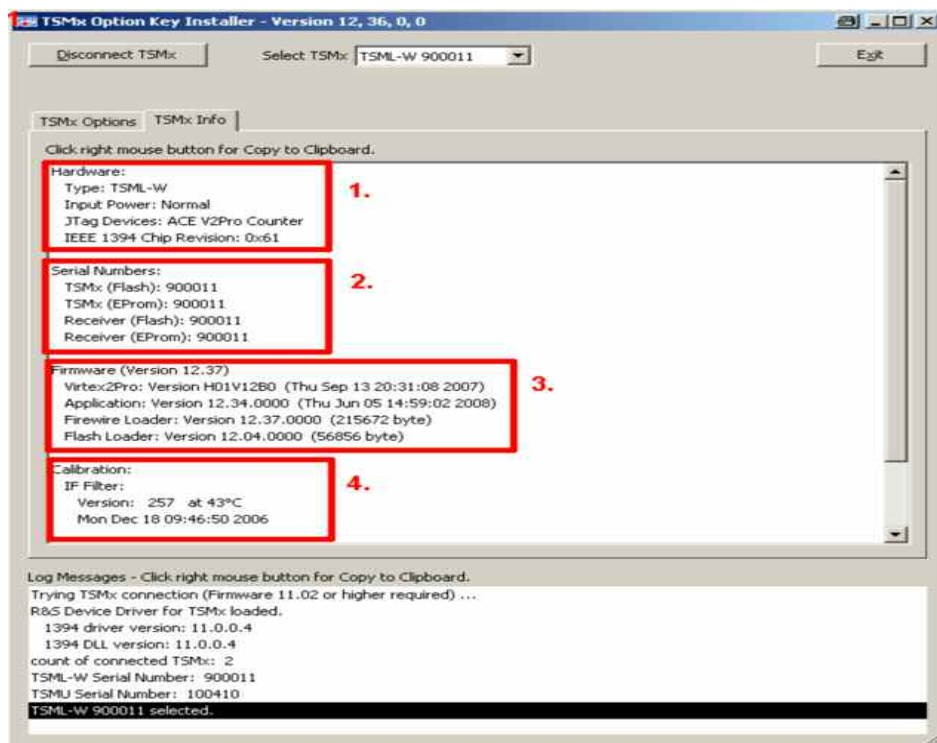 1.
TSMx Option Key Installer - Version 12, 36, 0, 0
Disconnect TSMx
Select TSMx
TSML-W 900011
Exit
TSMx Options
TSMx Info
Click right mouse button for Copy to Clipboard.
Hardware:
Type: TSML-W
Input Power: Normal
JTag Devices: ACE V2Pro Counter
IEEE 1394 Chip Revision: 0x61
1.
Serial Numbers:
TSMx (Flash): 900011
TSMx (EProm): 900011
Receiver (Flash): 900011
Receiver (EProm): 900011
2.
Firmware (Version 12.37)
Virtex2Pro: Version H01V12B0 (Thu Sep 13 20:31:08 2007)
Application: Version 12.34.0000 (Thu Jun 05 14:59:02 2008)
Firewire Loader: Version 12.37.0000 (215672 byte)
Flash Loader: Version 12.04.0000 (56856 byte)
3.
Calibration:
IF Filter:
Version: 257 at 43°C
Mon Dec 18 09:46:50 2006
4.
Log Messages - Click right mouse button for Copy to Clipboard.
Trying TSMx connection (Firmware 11.02 or higher required) ...
R&S Device Driver for TSMx loaded.
1394 driver version: 11.0.0.4
1394 DLL version: 11.0.0.4
count of connected TSMx: 2
TSML-W Serial Number: 900011
TSMU Serial Number: 100410
TSML-W 900011 selected.